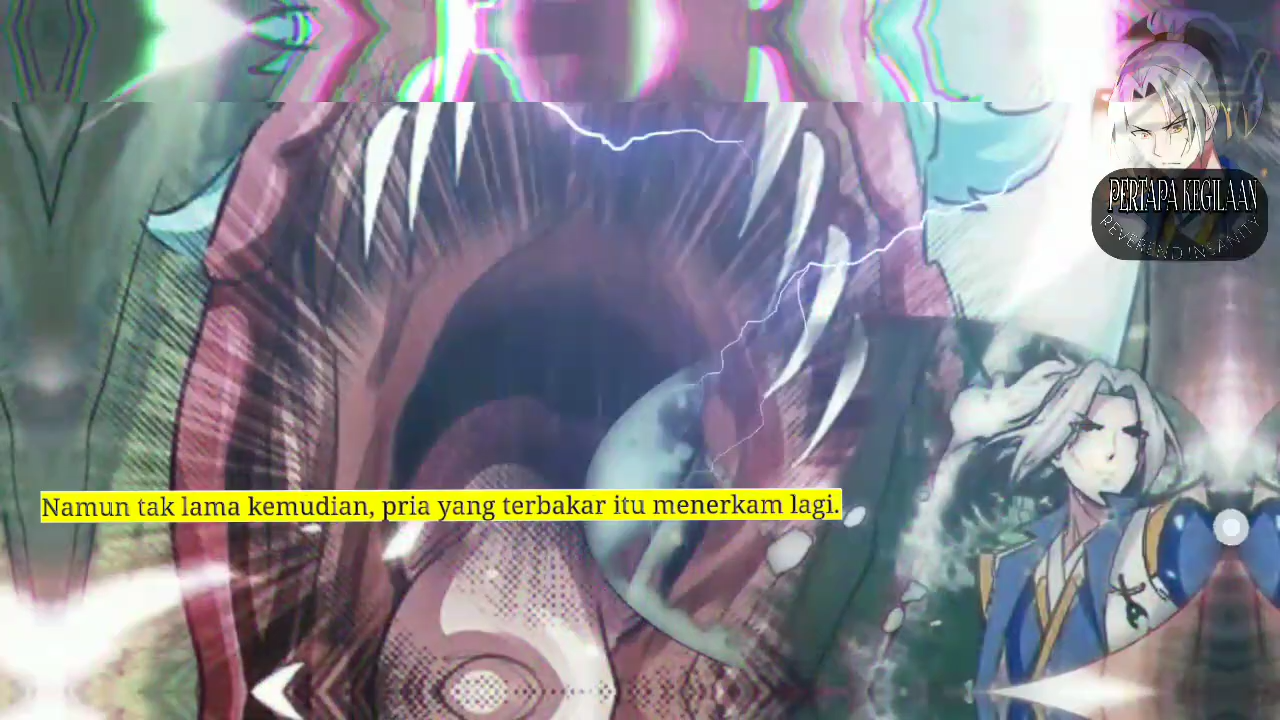 PERTAPA KEGILAAN
REVEREND INSANITY
Namun tak lama kemudian, pria yang terbakar itu menerkam lagi.